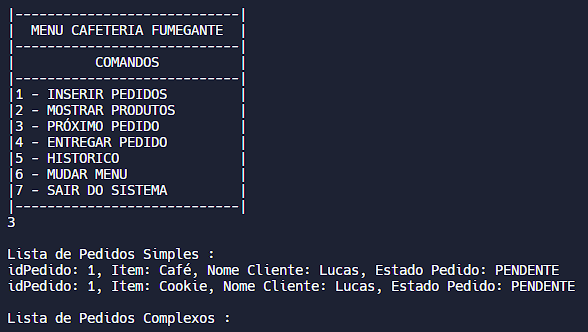 |----------------------------|
|  MENU CAFETERIA FUMEGANTE  |
|----------------------------|
|          COMANDOS          |
|----------------------------|
|1 - INSERIR PEDIDOS         |
|2 - MOSTRAR PRODUTOS        |
|3 - PRÓXIMO PEDIDO          |
|4 - ENTREGAR PEDIDO         |
|5 - HISTORICO               |
|6 - MUDAR MENU              |
|7 - SAIR DO SISTEMA         |
|----------------------------|
3
Lista de Pedidos Simples :
idPedido: 1, Item: Café, Nome Cliente: Lucas, Estado Pedido: PENDENTE
idPedido: 1, Item: Cookie, Nome Cliente: Lucas, Estado Pedido: PENDENTE
Lista de Pedidos Complexos :